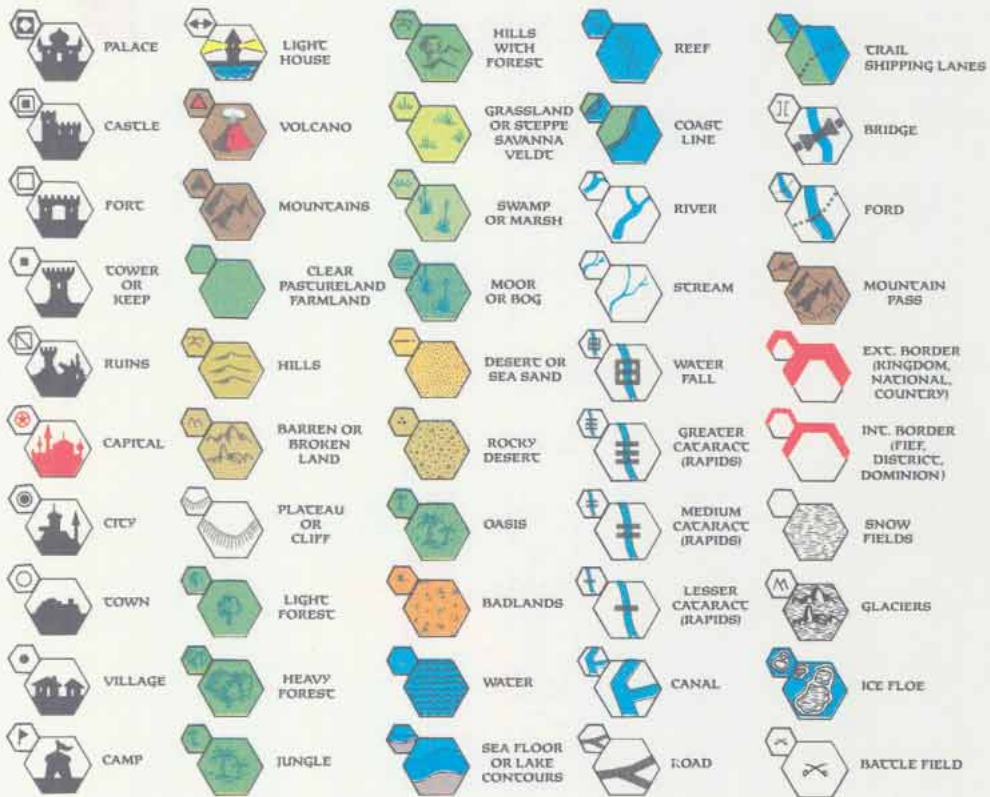 PALACE
CASTLE
FORT
TOWER
OR
KEEP
RUINS
CAPITAL
CITY
TOWN
VILLAGE
CAMP
LIGHT
HOUSE
VOLCANO
MOUNTAINS
CLEAR
PASTURELAND
FARMLAND
HILLS
BARREN OR
BROKEN
LAND
PLATEAU
OR
CLIFF
LIGHT
FOREST
HEAVY
FOREST
JUNGLE
HILLS
WITH
FOREST
GRASSLAND
OR STEPPE
SAVANNA
VELDT
SWAMP
OR MARSH
MOOR
OR BOG
DESERT OR
SEA SAND
ROCKY
DESERT
OASIS
BADLANDS
WATER
SEA FLOOR
OR LAKE
CONTOURS
REEF
COAST
LINE
RIVER
STREAM
WATER
FALL
GREATER
CATARACT
(RAPIDS)
MEDIUM
CATARACT
(RAPIDS)
LESSER
CATARACT
(RAPIDS)
CANAL
ROAD
TRAIL
SHIPPING LANES
BRIDGE
FORD
MOUNTAIN
PASS
EXT. BORDER
(KINGDOM,
NATIONAL,
COUNTRY)
INT. BORDER
(FIEF,
DISTRICT,
DOMINION)
SNOW
FIELDS
GLACIERS
ICE FLOE
BATTLE FIELD